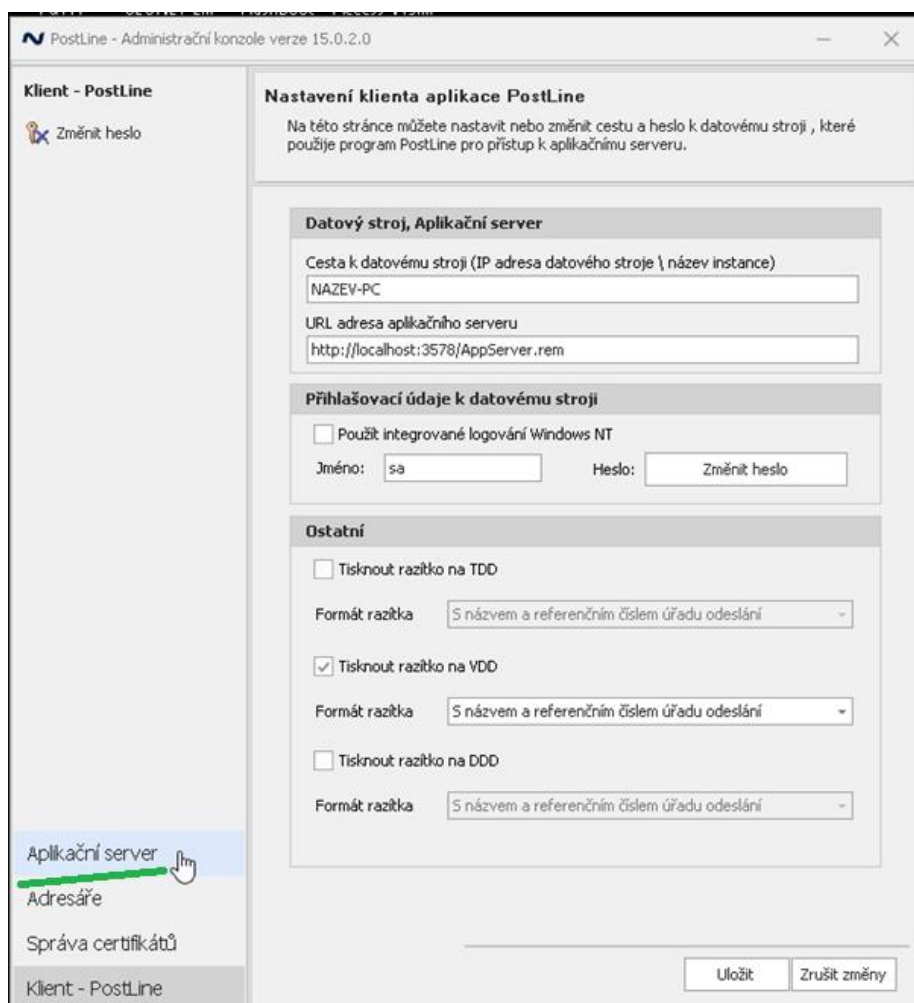 PostLine - Administrační konzole verze 15.0.2.0
Klient - PostLine
Změnit heslo
Nastavení klienta aplikace PostLine
Na této stránce můžete nastavit nebo změnit cestu a heslo k datovému stroji , které
použije program PostLine pro přístup k aplikačnímu serveru.
Datový stroj, Aplikační server
Cesta k datovému stroji (IP adresa datového stroje \ název instance)
NAZEV-PC
URL adresa aplikačního serveru
http://localhost:3578/AppServer.rem
Přihlašovací údaje k datovému stroji
Použít integrované logování Windows NT
Jméno: sa Heslo: Změnit heslo
Ostatní
Tisknout razítko na TDD
Formát razítka S názvem a referenčním číslem úřadu odeslání
Tisknout razítko na VDD
Formát razítka S názvem a referenčním číslem úřadu odeslání
Tisknout razítko na DDD
Formát razítka S názvem a referenčním číslem úřadu odeslání
Aplikační server
Adresáře
Správa certifikátů
Klient - PostLine
Uložit Zrušit změny